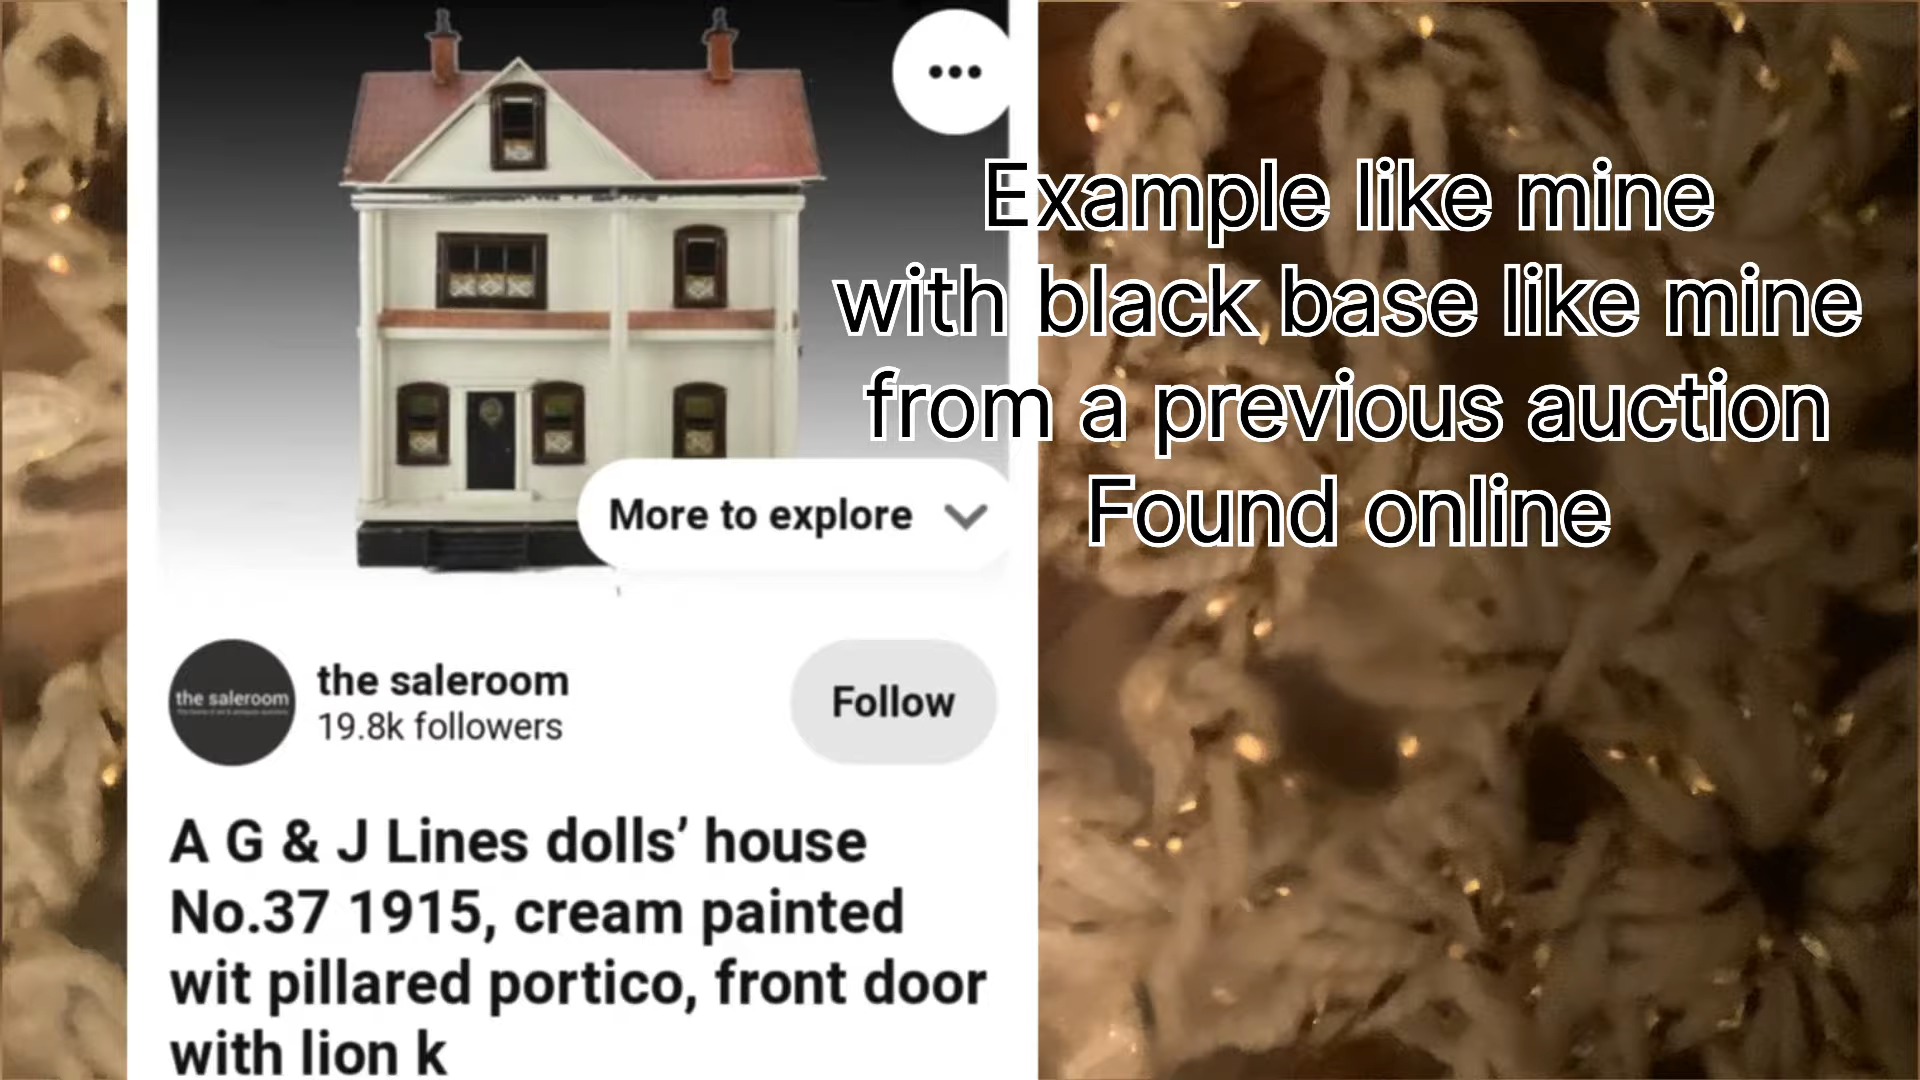 Example like mine
with black base like mine
from a previous auction
Found online
More to explore
the saleroom
the saleroom
19.8k followers
Follow
A G & J Lines dolls’ house
No.37 1915, cream painted
wit pillared portico, front door
with lion k